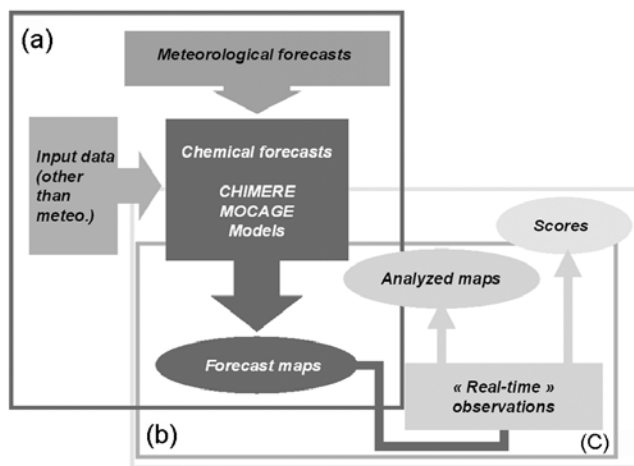 (a)
Meteorological forecasts
Input data
(other
than
meteo.)
Chemical forecasts
CHIMERE
MOCAGE
Models
Scores
Analyzed maps
Forecast maps
« Real-time »
observations
(b)
(C)